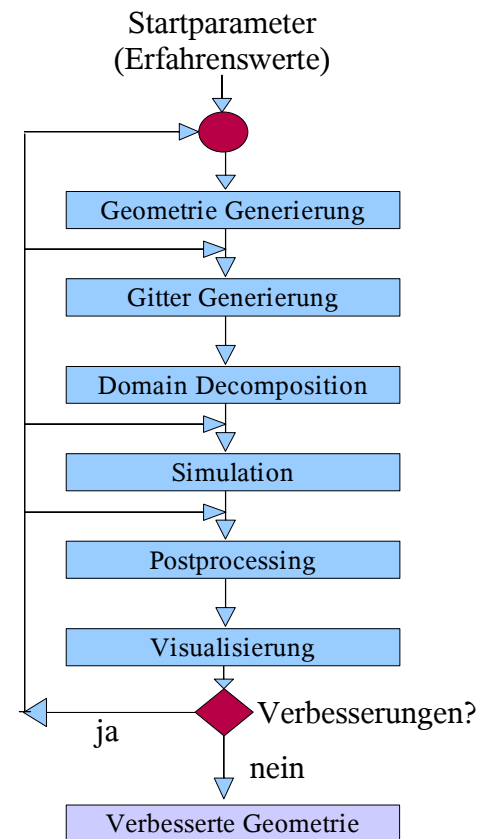 Startparameter
(Erfahrenswerte)
Geometrie Generierung
Gitter Generierung
Domain Decomposition
Simulation
Postprocessing
Visualisierung
Verbesserungen?
ja
nein
Verbesserte Geometrie